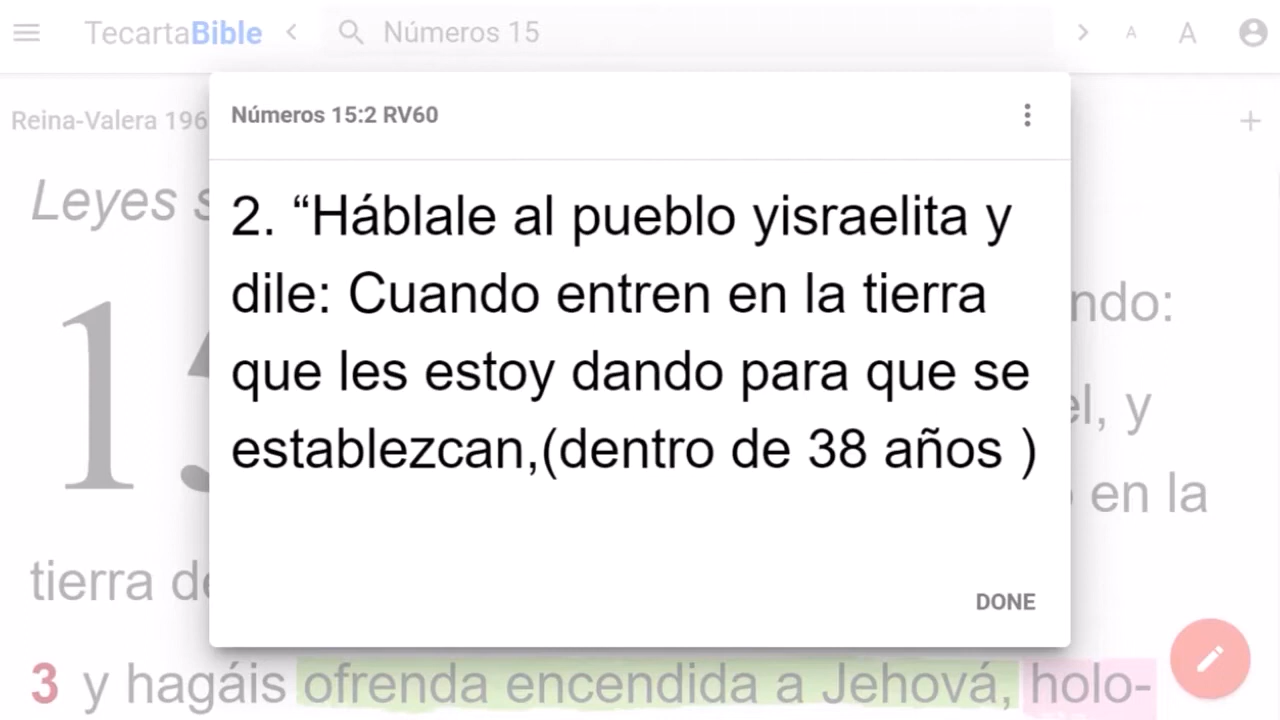 TecartaBible
Números 15
A
A
Reina-Valera 196
Números 15:2 RV60
Leyes s
2. “Háblale al pueblo yisraelita y
dile: Cuando entren en la tierra
que les estoy dando para que se
establezcan,(dentro de 38 años )
15
ndo:
el, y
en la
tierra de
DONE
3 y hagáis ofrenda encendida a Jehová, holo-